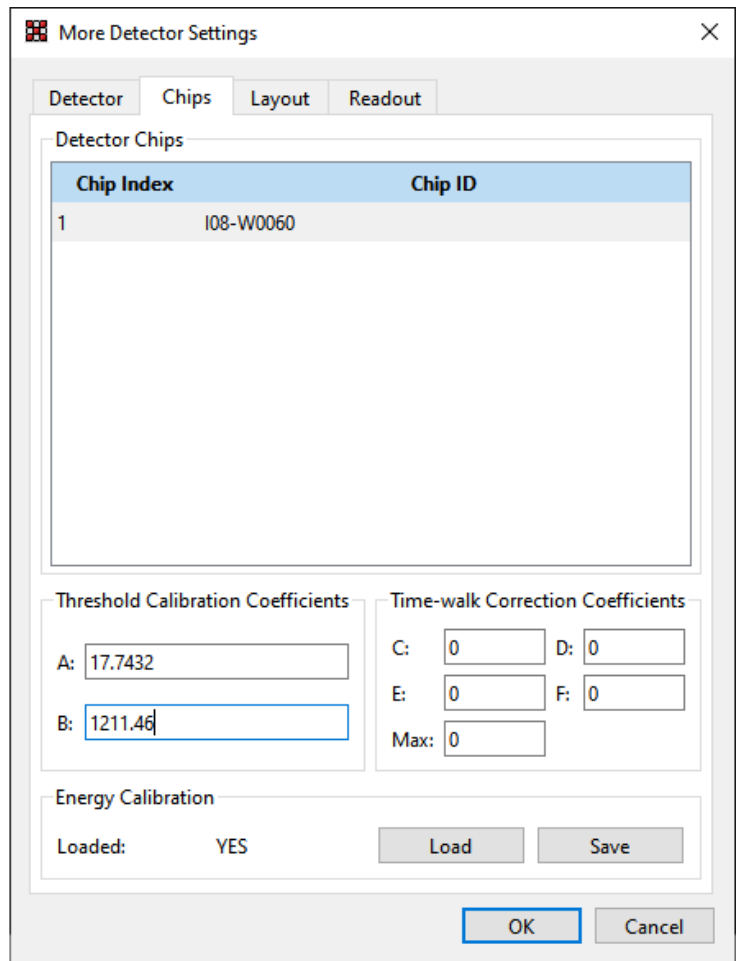 More Detector Settings
Detector Chips Layout Readout
Detector Chips
Chip Index Chip ID
1 I08-W0060
Threshold Calibration Coefficients
A: 17.7432
B: 1211.46
Time-walk Correction Coefficients
C: 0 D: 0
E: 0 F: 0
Max: 0
Energy Calibration
Loaded: YES Load Save
OK Cancel